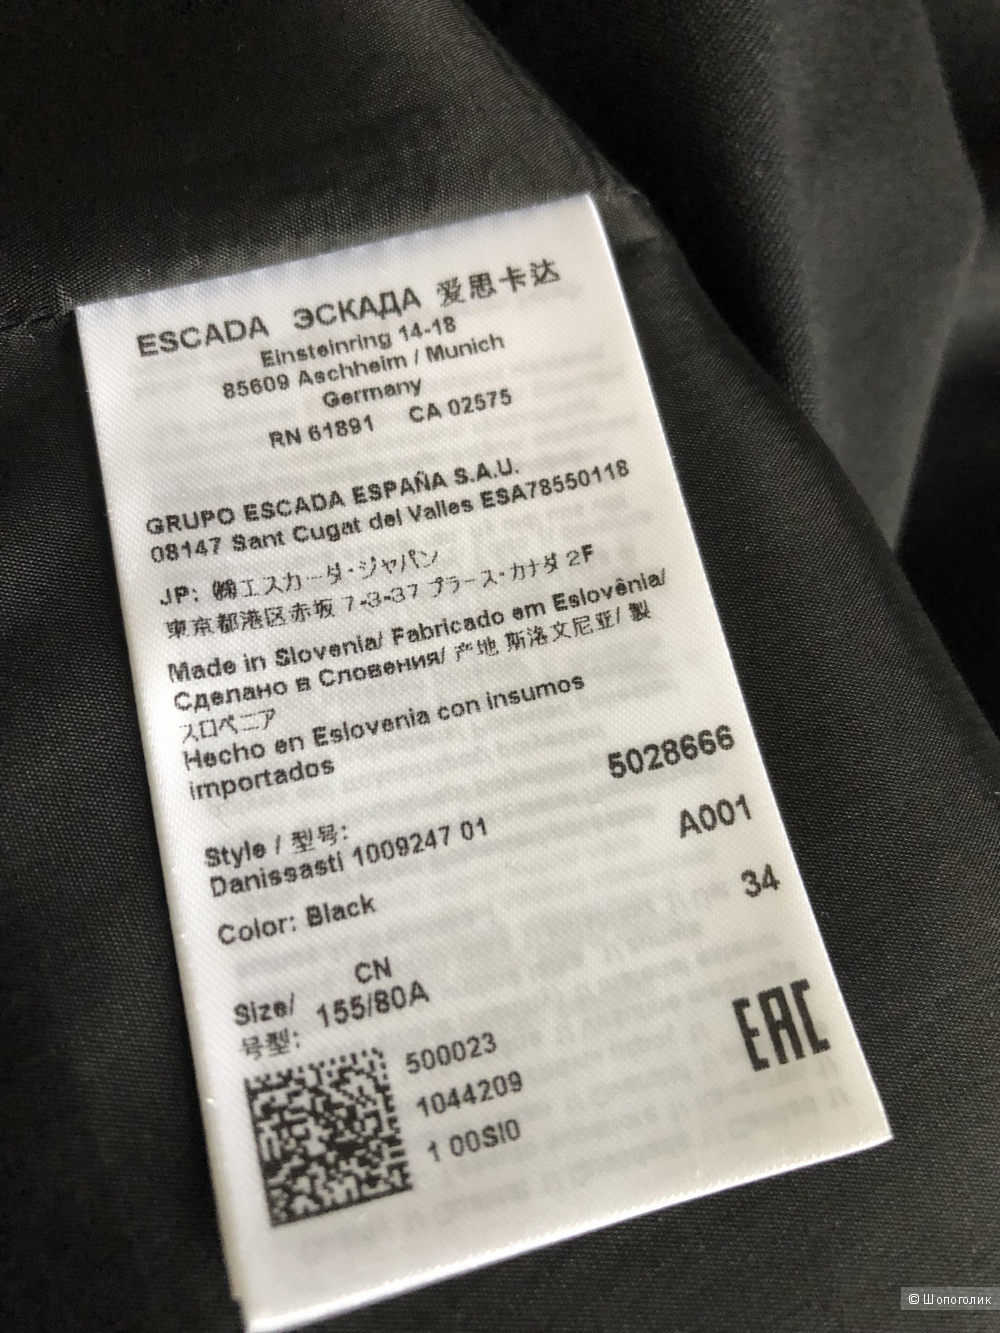 ESCADA ЭСКАДА 爱思卡达
Einsteinring 14-18
85609 Aschheim / Munich
Germany
RN 61891 CA 02575
GRUPO ESCADA ESPAÑA S.A.U.
08147 Sant Cugat del Valles ESA78550118
JP: ㈱エスカーダ・ジャパン
東京都港区赤坂 7-3-37 プラース・カナダ 2F
Made in Slovenia/ Fabricado em Eslovênia/
Сделано в Словения/ 产地 斯洛文尼亚/ 製
スロベニア
Hecho en Eslovenia con insumos
importados
5028666
Style / 型号:
Danissasti 1009247 01
A001
Color: Black
34
CN
Size/ 155/80A
号型:
500023
1044209
1 00SI0
EAC
© Шопоголик